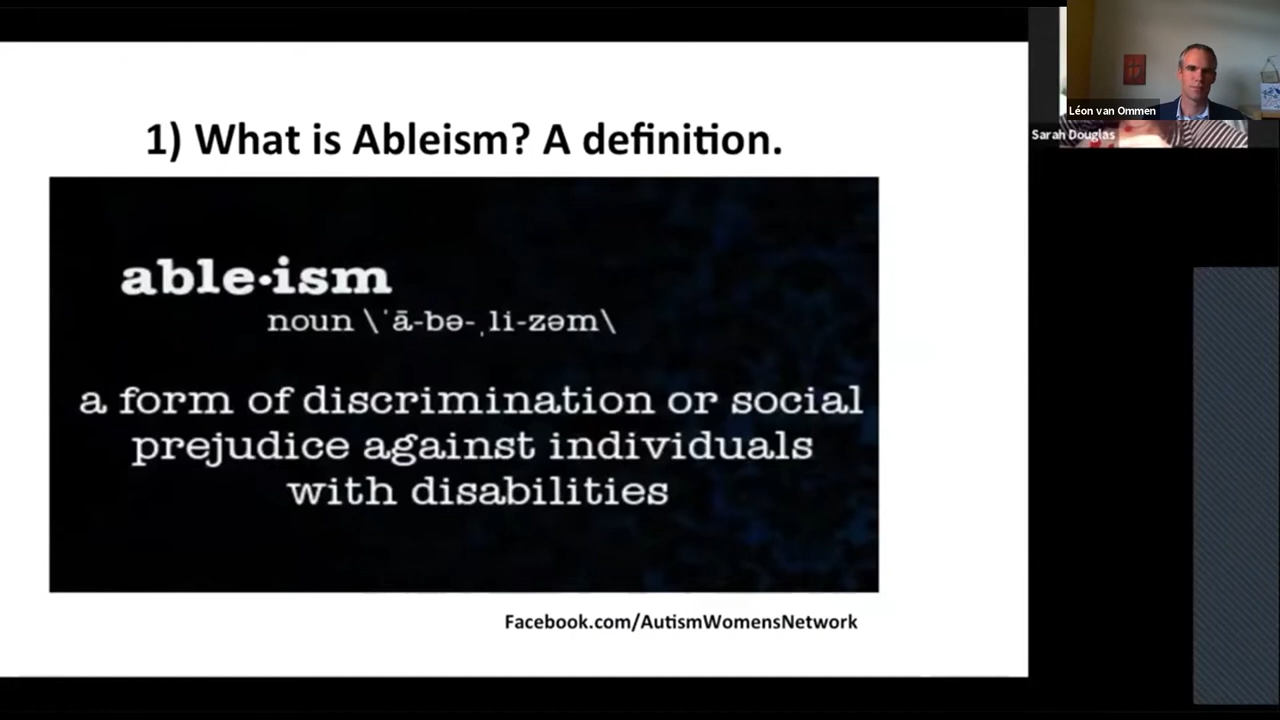 1) What is Ableism? A definition.
able•ism
noun \ˈā-bə-ˌli-zəm\
a form of discrimination or social
prejudice against individuals
with disabilities
Facebook.com/AutismWomensNetwork
Léon van Ommen
Sarah Douglas